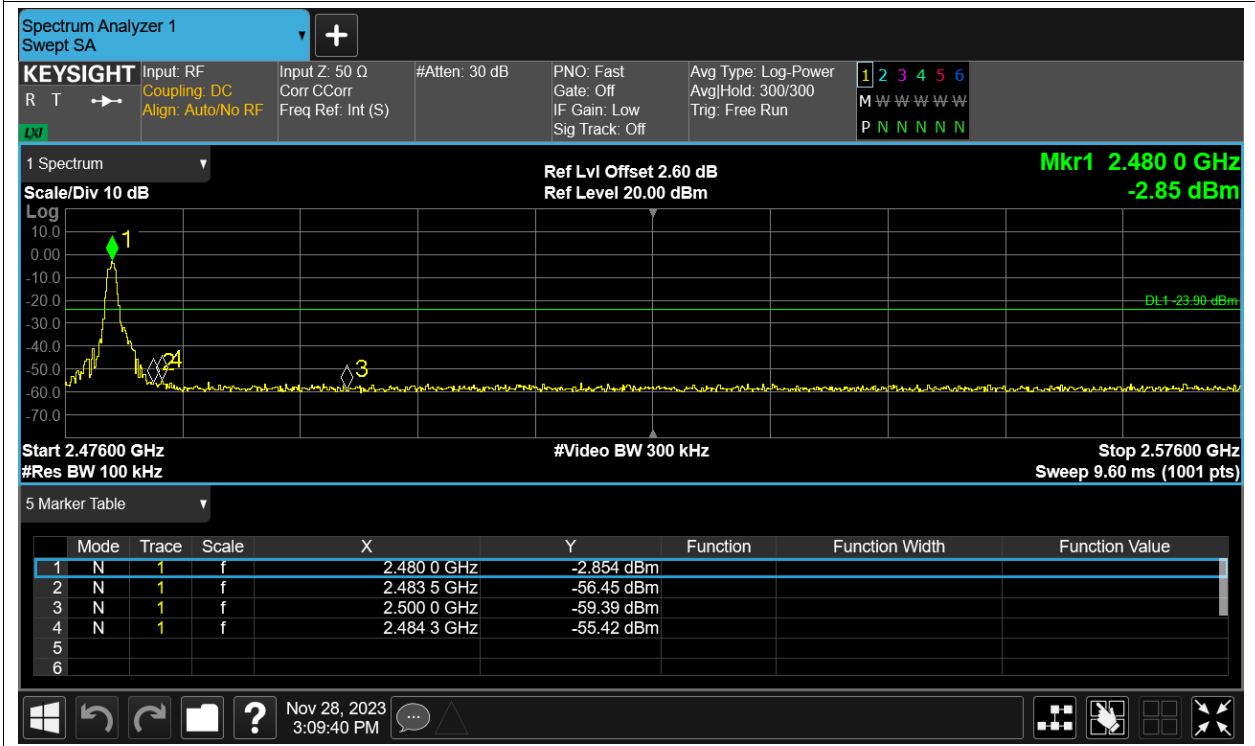 Spectrum Analyzer 1
Swept SA
KEYSIGHT
R T
LXI
Input: RF
Coupling: DC
Align: Auto/No RF
Input Z: 50 Ω
Corr CCorr
Freq Ref: Int (S)
#Atten: 30 dB
PNO: Fast
Gate: Off
IF Gain: Low
Sig Track: Off
Avg Type: Log-Power
Avg|Hold: 300/300
Trig: Free Run
1 2 3 4 5 6
M W W W W W
P N N N N N
1 Spectrum
Scale/Div 10 dB
Ref Lvl Offset 2.60 dB
Ref Level 20.00 dBm
Mkr1 2.480 0 GHz
-2.85 dBm
Log
10.0
0.00
-10.0
-20.0
-30.0
-40.0
-50.0
-60.0
-70.0
1
2 4
3
DL1 -23.90 dBm
Start 2.47600 GHz
#Res BW 100 kHz
#Video BW 300 kHz
Stop 2.57600 GHz
Sweep 9.60 ms (1001 pts)
5 Marker Table
Mode Trace Scale X Y Function Function Width Function Value
1 N 1 f 2.480 0 GHz -2.854 dBm
2 N 1 f 2.483 5 GHz -56.45 dBm
3 N 1 f 2.500 0 GHz -59.39 dBm
4 N 1 f 2.484 3 GHz -55.42 dBm
5
6
?
Nov 28, 2023
3:09:40 PM